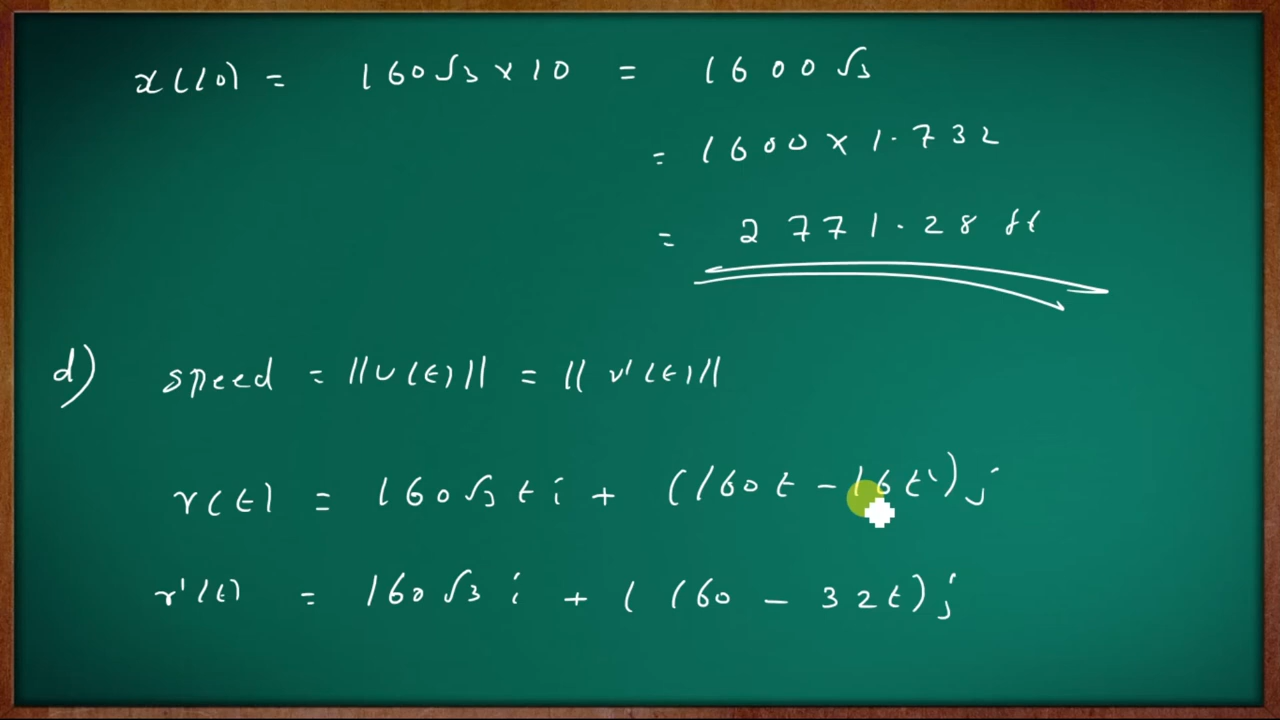 x(10) = 160√3 × 10 = 1600√3
= 1600 × 1.732
= 2771.28 ft
d) speed = ||v(t)|| = ||r'(t)||
r(t) = 160√3 t i + (160t - 16t²) j
r'(t) = 160√3 i + (160 - 32t) j